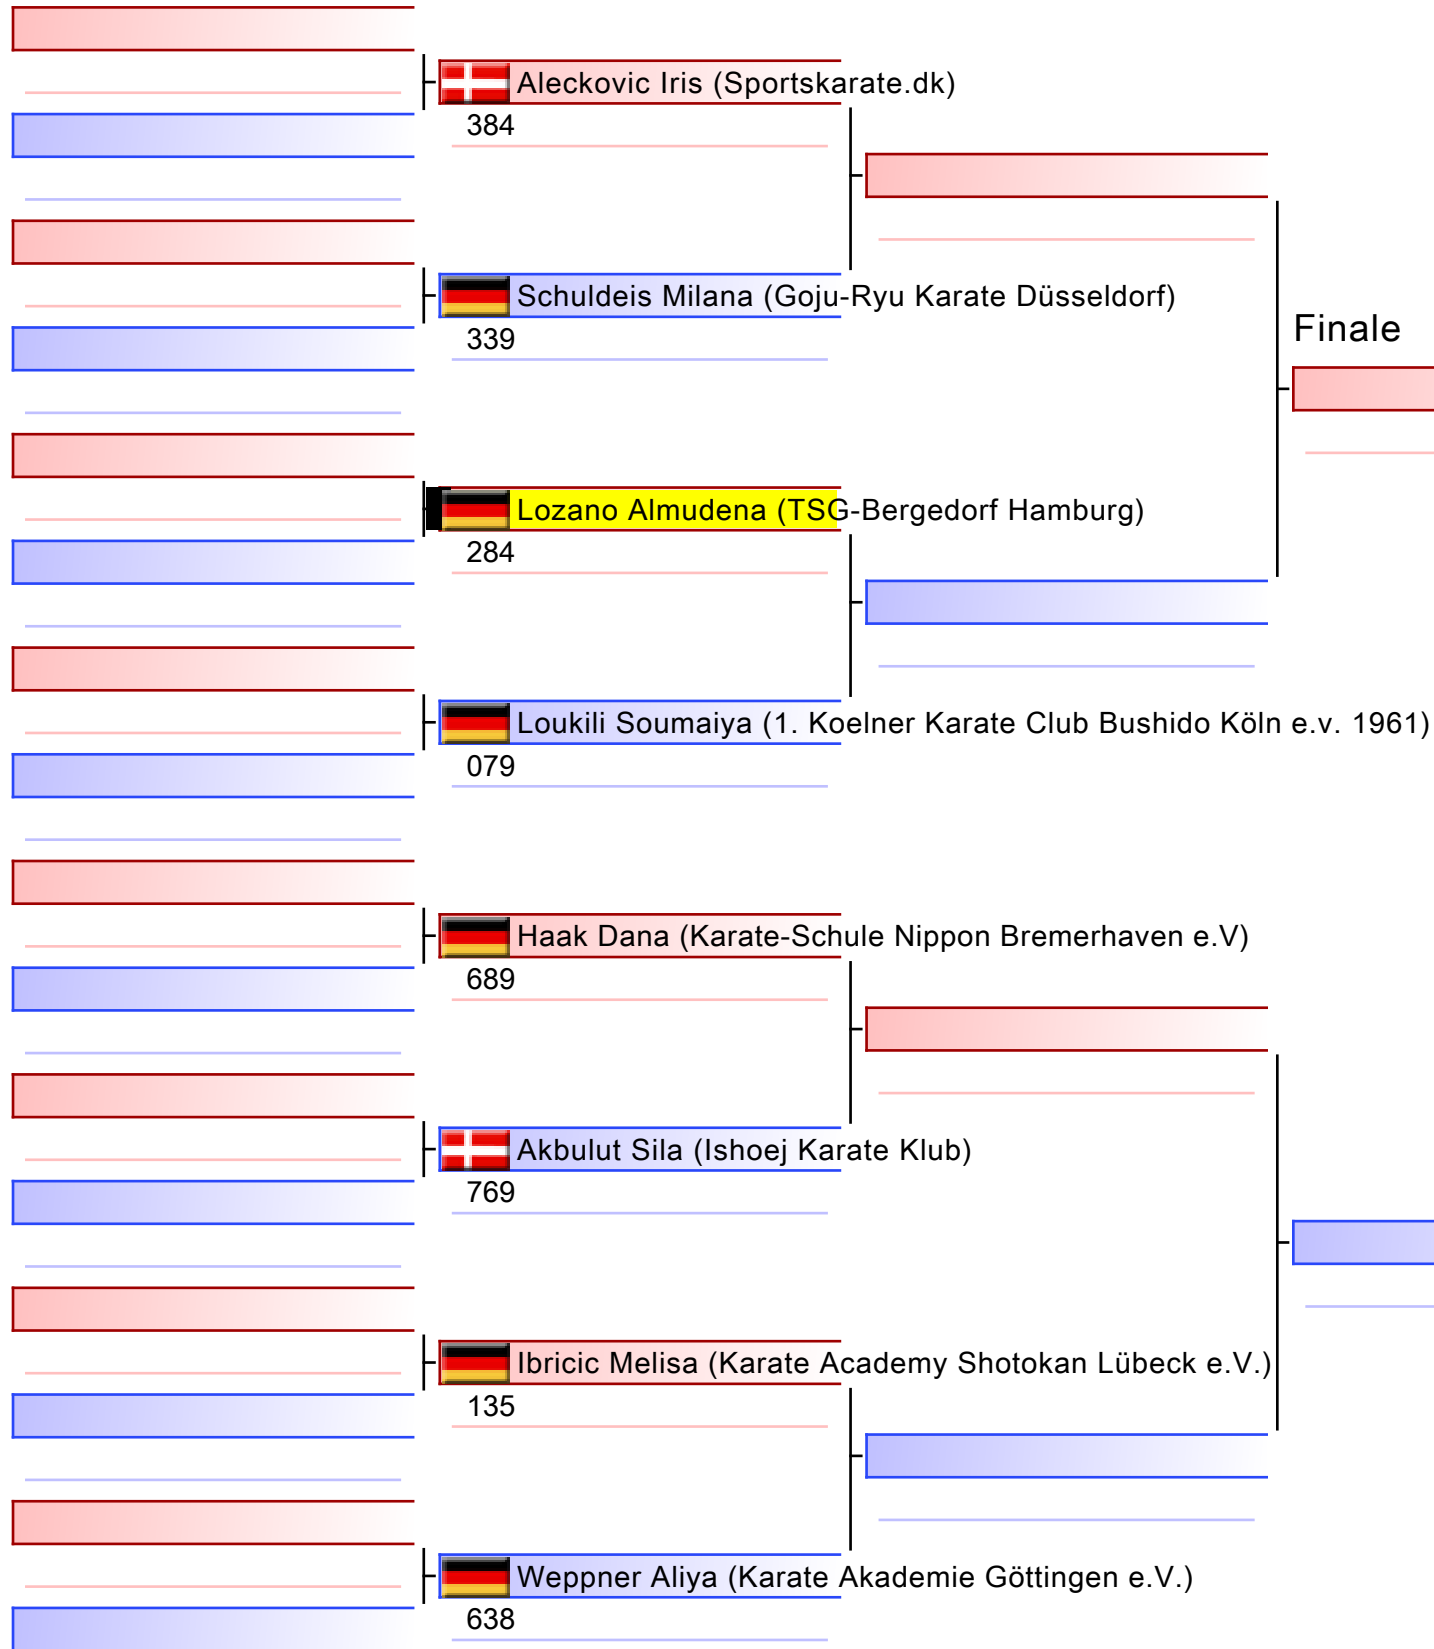 Aleckovic Iris (Sportskarate.dk)
384
Schuldeis Milana (Goju-Ryu Karate Düsseldorf)
339
Finale
Lozano Almudena (TSG-Bergedorf Hamburg)
284
Loukili Soumaiya (1. Koelner Karate Club Bushido Köln e.v. 1961)
079
Haak Dana (Karate-Schule Nippon Bremerhaven e.V)
689
Akbulut Sila (Ishoej Karate Klub)
769
Ibricic Melisa (Karate Academy Shotokan Lübeck e.V.)
135
Weppner Aliya (Karate Akademie Göttingen e.V.)
638